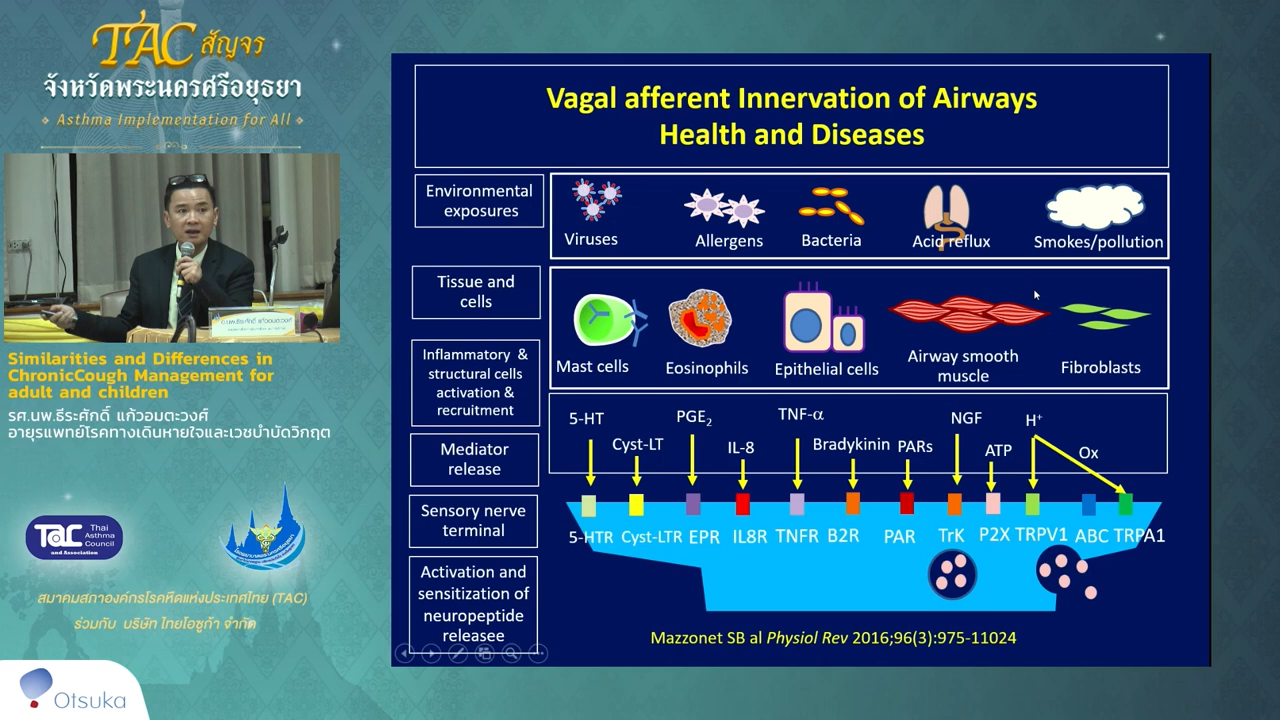 TAC สัญจร
จังหวัดพระนครศรีอยุธยา
Asthma Implementation for All
Similarities and Differences in
ChronicCough Management for
adult and children
รศ.นพ.ธีระศักดิ์ แก้วอมตะวงศ์
อายุรแพทย์โรคทางเดินหายใจและเวชบำบัดวิกฤต
TAC
Thai
Asthma
Council
and Association
สมาคมสภาองค์กรโรคหืดแห่งประเทศไทย (TAC)
ร่วมกับ บริษัท ไทยโอซูก้า จำกัด
Otsuka
Vagal afferent Innervation of Airways
Health and Diseases
Environmental
exposures
Viruses
Allergens
Bacteria
Acid reflux
Smokes/pollution
Tissue and
cells
Mast cells
Eosinophils
Epithelial cells
Airway smooth
muscle
Fibroblasts
Inflammatory &
structural cells
activation &
recruitment
5-HT
Cyst-LT
PGE2
IL-8
TNF-α
Bradykinin
PARs
NGF
ATP
H+
Ox
Mediator
release
Sensory nerve
terminal
5-HTR Cyst-LTR EPR IL8R TNFR B2R PAR TrK P2X TRPV1 ABC TRPA1
Activation and
sensitization of
neuropeptide
releasee
Mazzonet SB al Physiol Rev 2016;96(3):975-11024